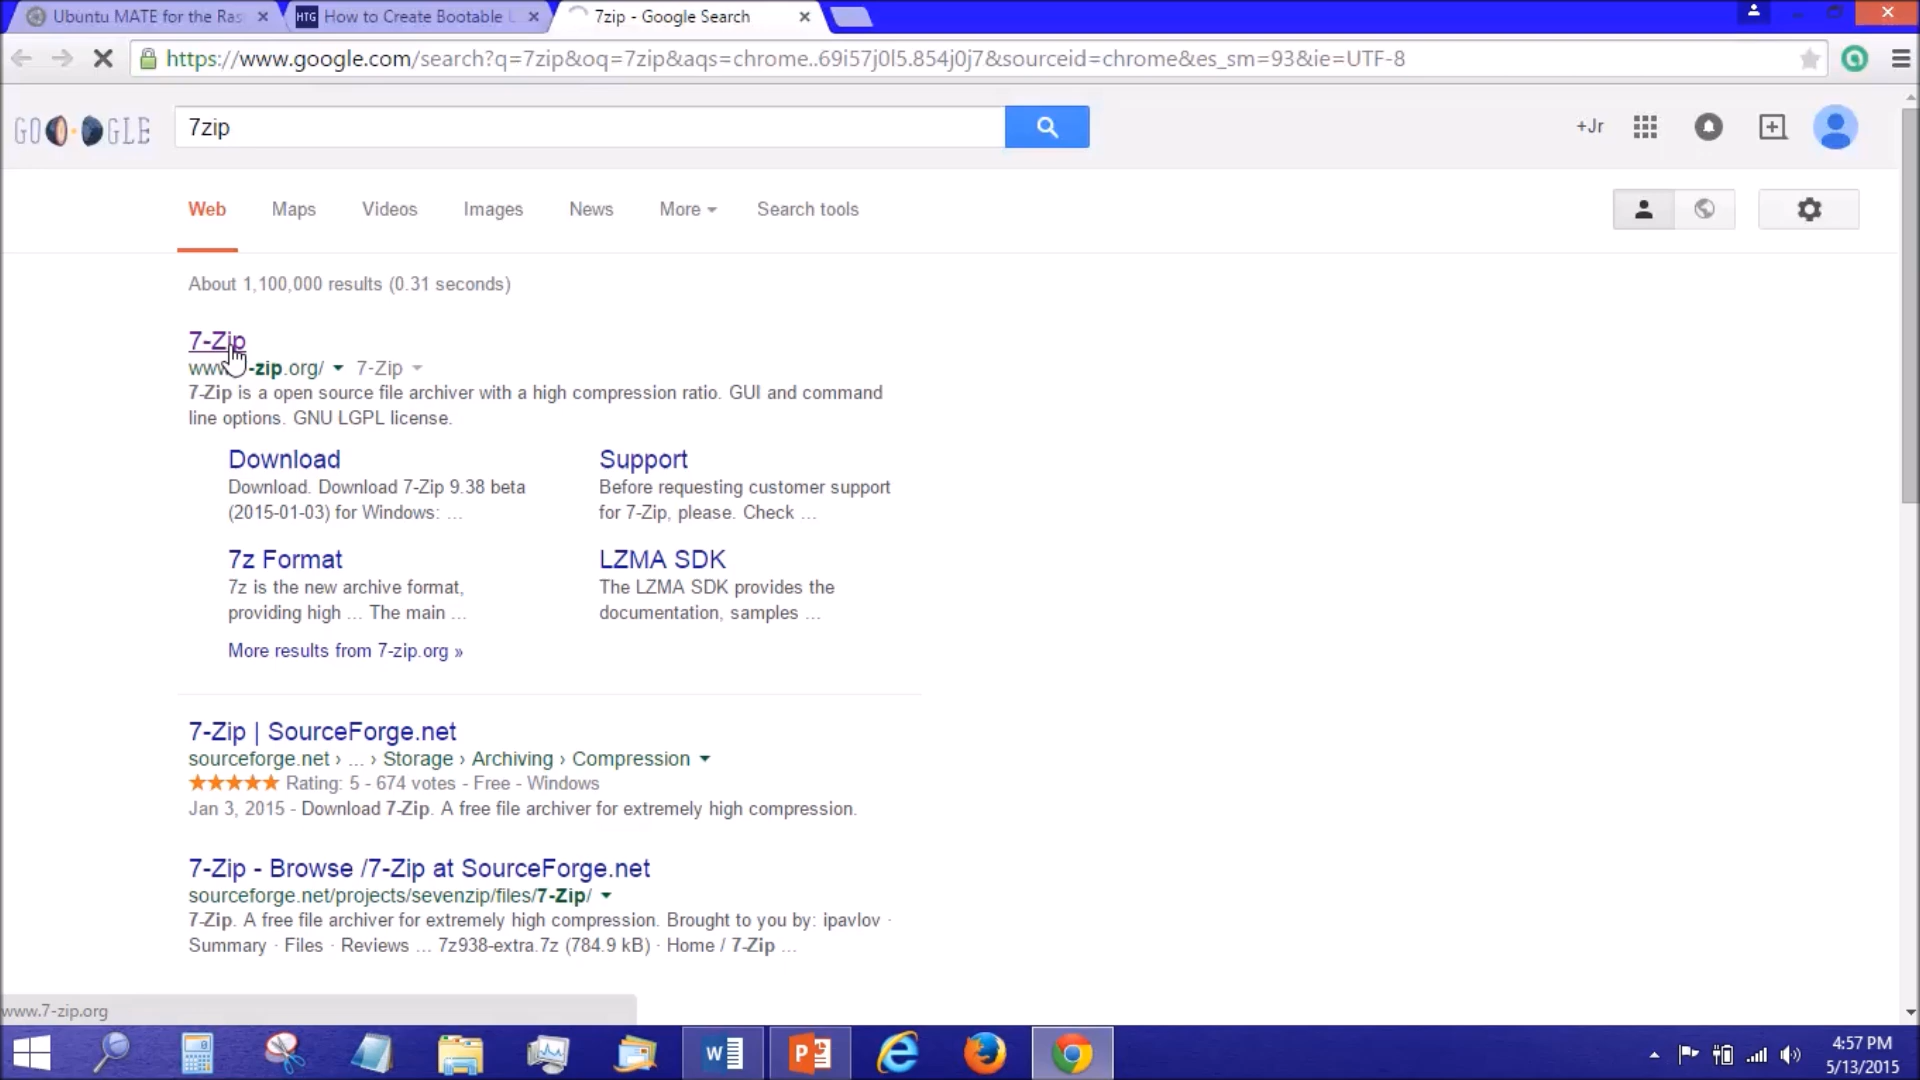 Ubuntu MATE for the Ras
HTG How to Create Bootable
7zip - Google Search
https://www.google.com/search?q=7zip&oq=7zip&aqs=chrome..69i57j0l5.854j0j7&sourceid=chrome&es_sm=93&ie=UTF-8
GOOGLE
7zip
+Jr
Web Maps Videos Images News More Search tools
About 1,100,000 results (0.31 seconds)
7-Zip
www. -zip.org/ 7-Zip
7-Zip is a open source file archiver with a high compression ratio. GUI and command
line options. GNU LGPL license.
Download
Download. Download 7-Zip 9.38 beta
(2015-01-03) for Windows: ...
Support
Before requesting customer support
for 7-Zip, please. Check ...
7z Format
7z is the new archive format,
providing high ... The main ...
LZMA SDK
The LZMA SDK provides the
documentation, samples ...
More results from 7-zip.org »
7-Zip | SourceForge.net
sourceforge.net › ... › Storage › Archiving › Compression
Rating: 5 - 674 votes - Free - Windows
Jan 3, 2015 - Download 7-Zip. A free file archiver for extremely high compression.
7-Zip - Browse /7-Zip at SourceForge.net
sourceforge.net/projects/sevenzip/files/7-Zip/
7-Zip. A free file archiver for extremely high compression. Brought to you by: ipavlov ·
Summary · Files · Reviews ... 7z938-extra.7z (784.9 kB) · Home / 7-Zip ...
www.7-zip.org
4:57 PM
5/13/2015